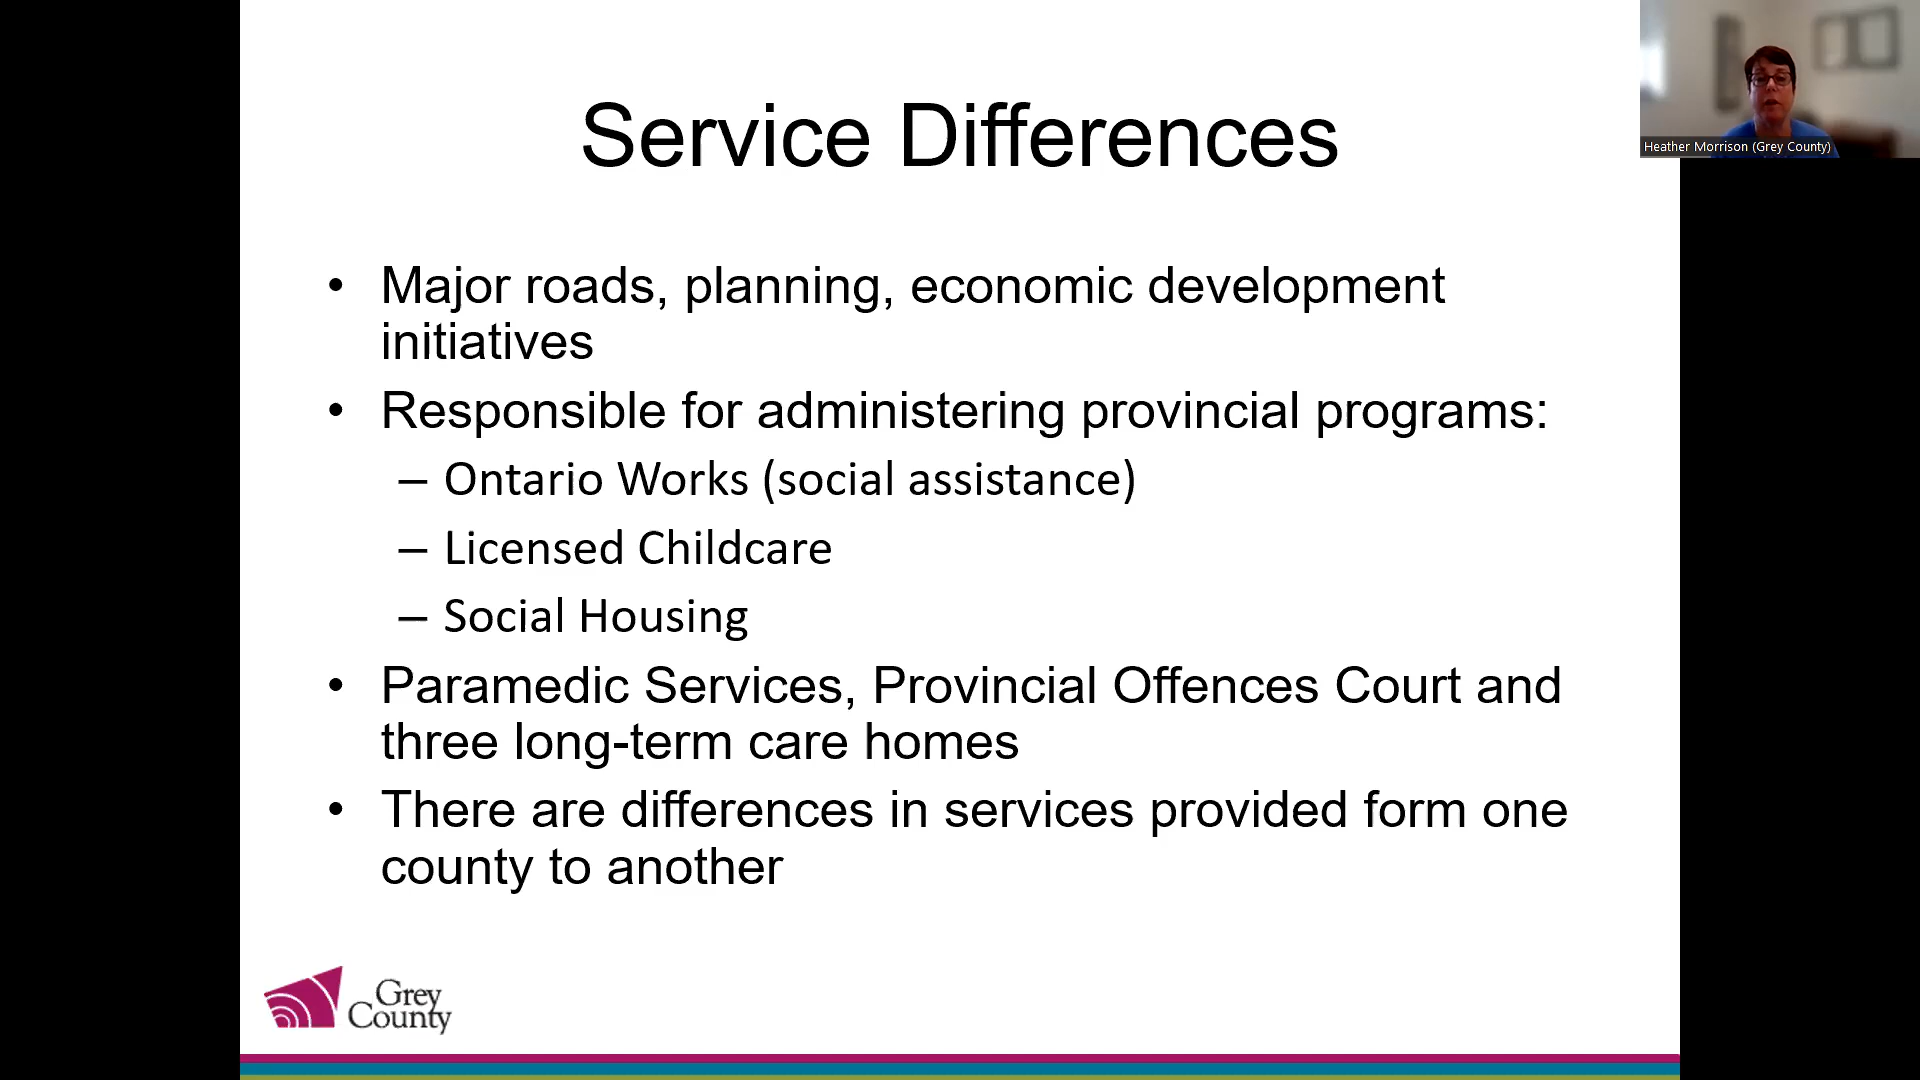 Service Differences
Heather Morrison (Grey County)
• Major roads, planning, economic development
initiatives
• Responsible for administering provincial programs:
– Ontario Works (social assistance)
– Licensed Childcare
– Social Housing
• Paramedic Services, Provincial Offences Court and
three long-term care homes
• There are differences in services provided form one
county to another
Grey
County